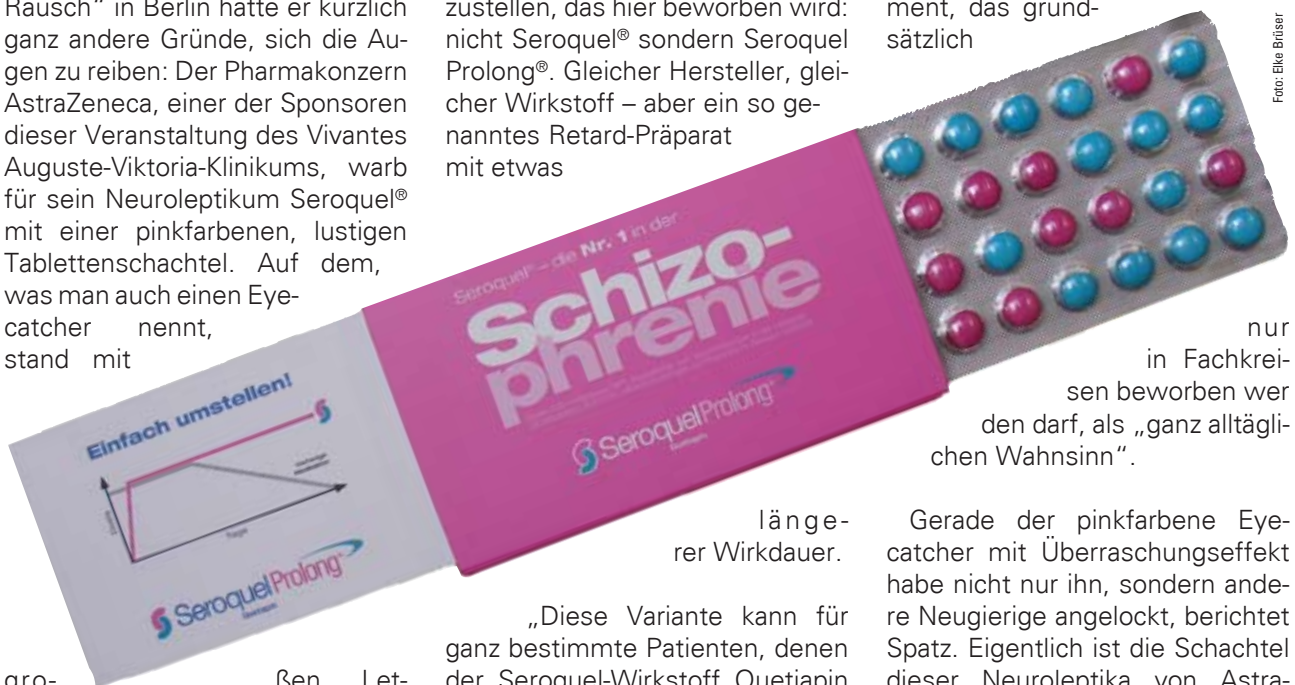 Rausch“ in Berlin hatte er kürzlich
ganz andere Gründe, sich die Au-
gen zu reiben: Der Pharmakonzern
AstraZeneca, einer der Sponsoren
dieser Veranstaltung des Vivantes
Auguste-Viktoria-Klinikums, warb
für sein Neuroleptikum Seroquel®
mit einer pinkfarbenen, lustigen
Tablettenschachtel. Auf dem,
was man auch einen Eye-
catcher nennt,
stand mit
gro- ßen Let-
zustellen, das hier beworben wird:
nicht Seroquel® sondern Seroquel
Prolong®. Gleicher Hersteller, glei-
cher Wirkstoff – aber ein so ge-
nanntes Retard-Präparat
mit etwas
länge-
rer Wirkdauer.
„Diese Variante kann für
ganz bestimmte Patienten, denen
der Seroquel-Wirkstoff Quetiapin
ment, das grund-
sätzlich
nur
in Fachkrei-
sen beworben wer
den darf, als „ganz alltägli-
chen Wahnsinn“.
Gerade der pinkfarbene Eye-
catcher mit Überraschungseffekt
habe nicht nur ihn, sondern ande-
re Neugierige angelockt, berichtet
Spatz. Eigentlich ist die Schachtel
dieser Neuroleptika von Astra-
Foto: Elke Brüser
Einfach umstellen!
Tage
SeroquelProlong®
Quetiapin
Seroquel® – die Nr. 1 in der
Schizo-
phrenie
SeroquelProlong®
Quetiapin